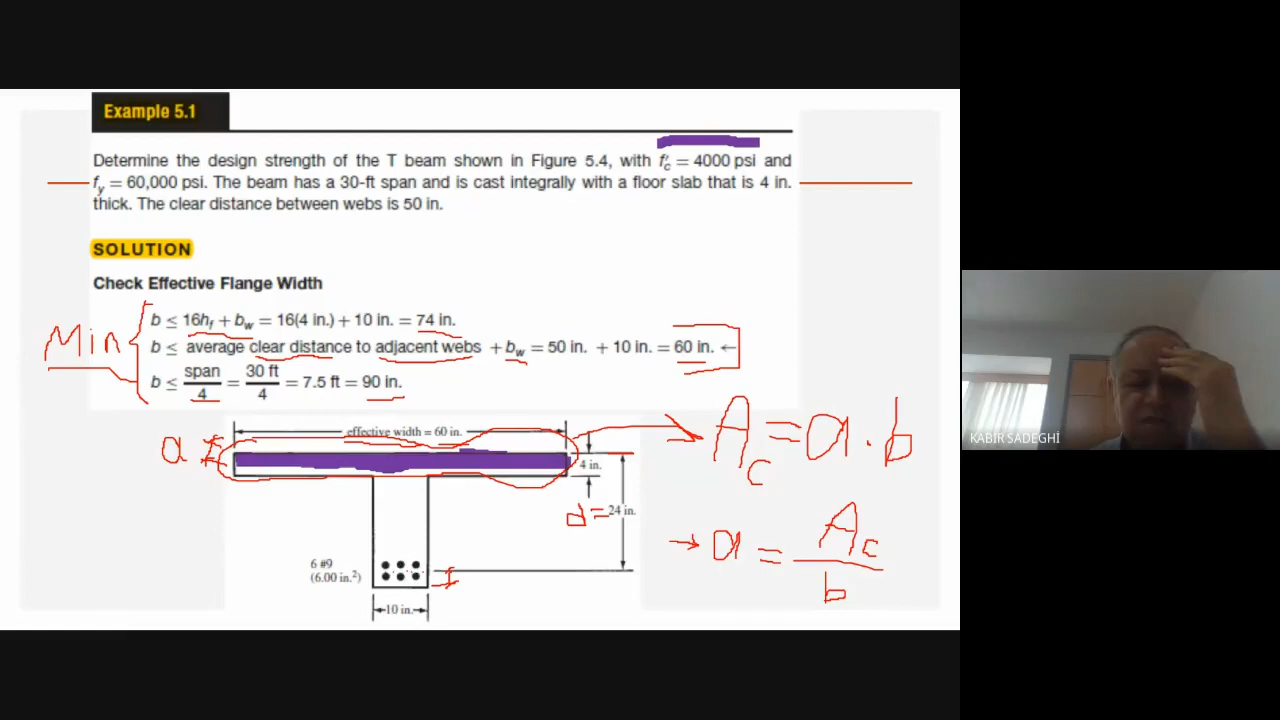 Example 5.1
Determine the design strength of the T beam shown in Figure 5.4, with f'c = 4000 psi and
fy = 60,000 psi. The beam has a 30-ft span and is cast integrally with a floor slab that is 4 in.
thick. The clear distance between webs is 50 in.
SOLUTION
Check Effective Flange Width
Min
b ≤ 16hf + bw = 16(4 in.) + 10 in. = 74 in.
b ≤ average clear distance to adjacent webs + bw = 50 in. + 10 in. = 60 in. ←
b ≤ span/4 = 30 ft/4 = 7.5 ft = 90 in.
effective width = 60 in.
a
4 in.
Ac = a . b
d = 24 in.
→ a = Ac/b
6 #9
(6.00 in.²)
10 in.
KABIR SADEGHİ